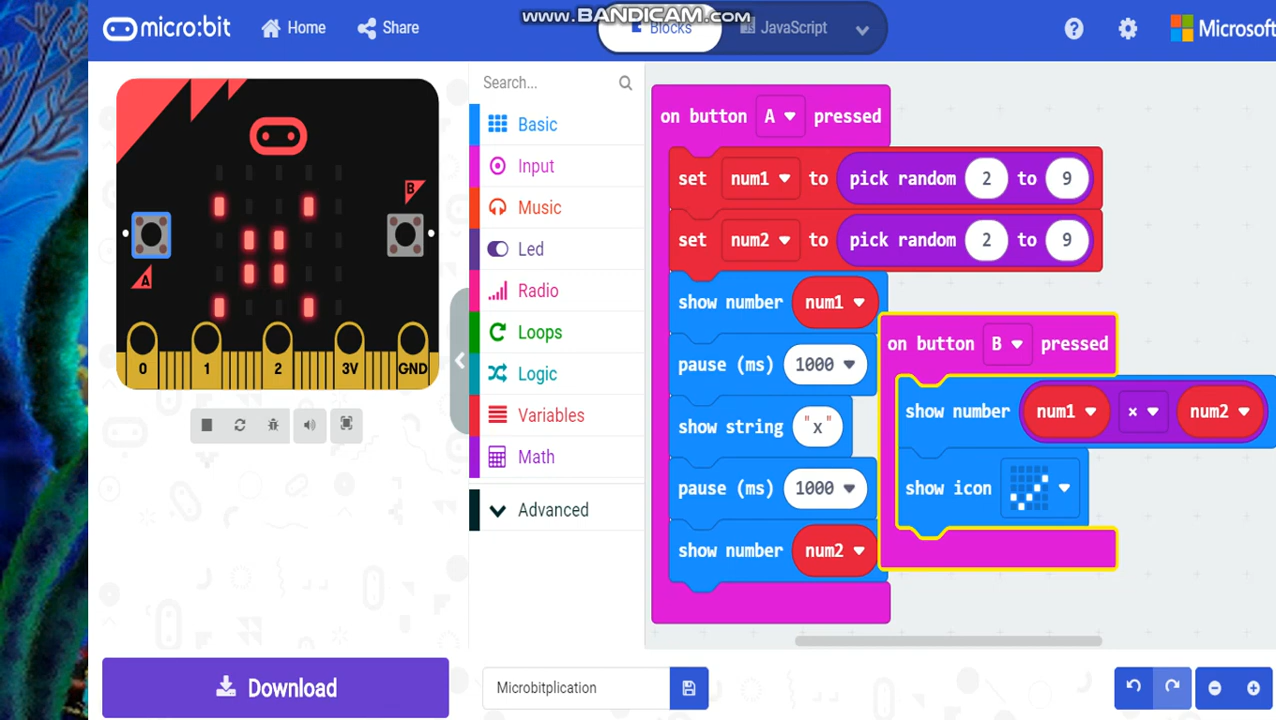 www.BANDICAM.com
micro:bit Home Share Blocks JavaScript Microsoft
Search...
Basic
Input
Music
Led
Radio
Loops
Logic
Variables
Math
Advanced
A
B
0 1 2 3V GND
on button A pressed
set num1 to pick random 2 to 9
set num2 to pick random 2 to 9
show number num1
pause (ms) 1000
show string "x"
pause (ms) 1000
show number num2
on button B pressed
show number num1 × num2
show icon
Download
Microbitplication